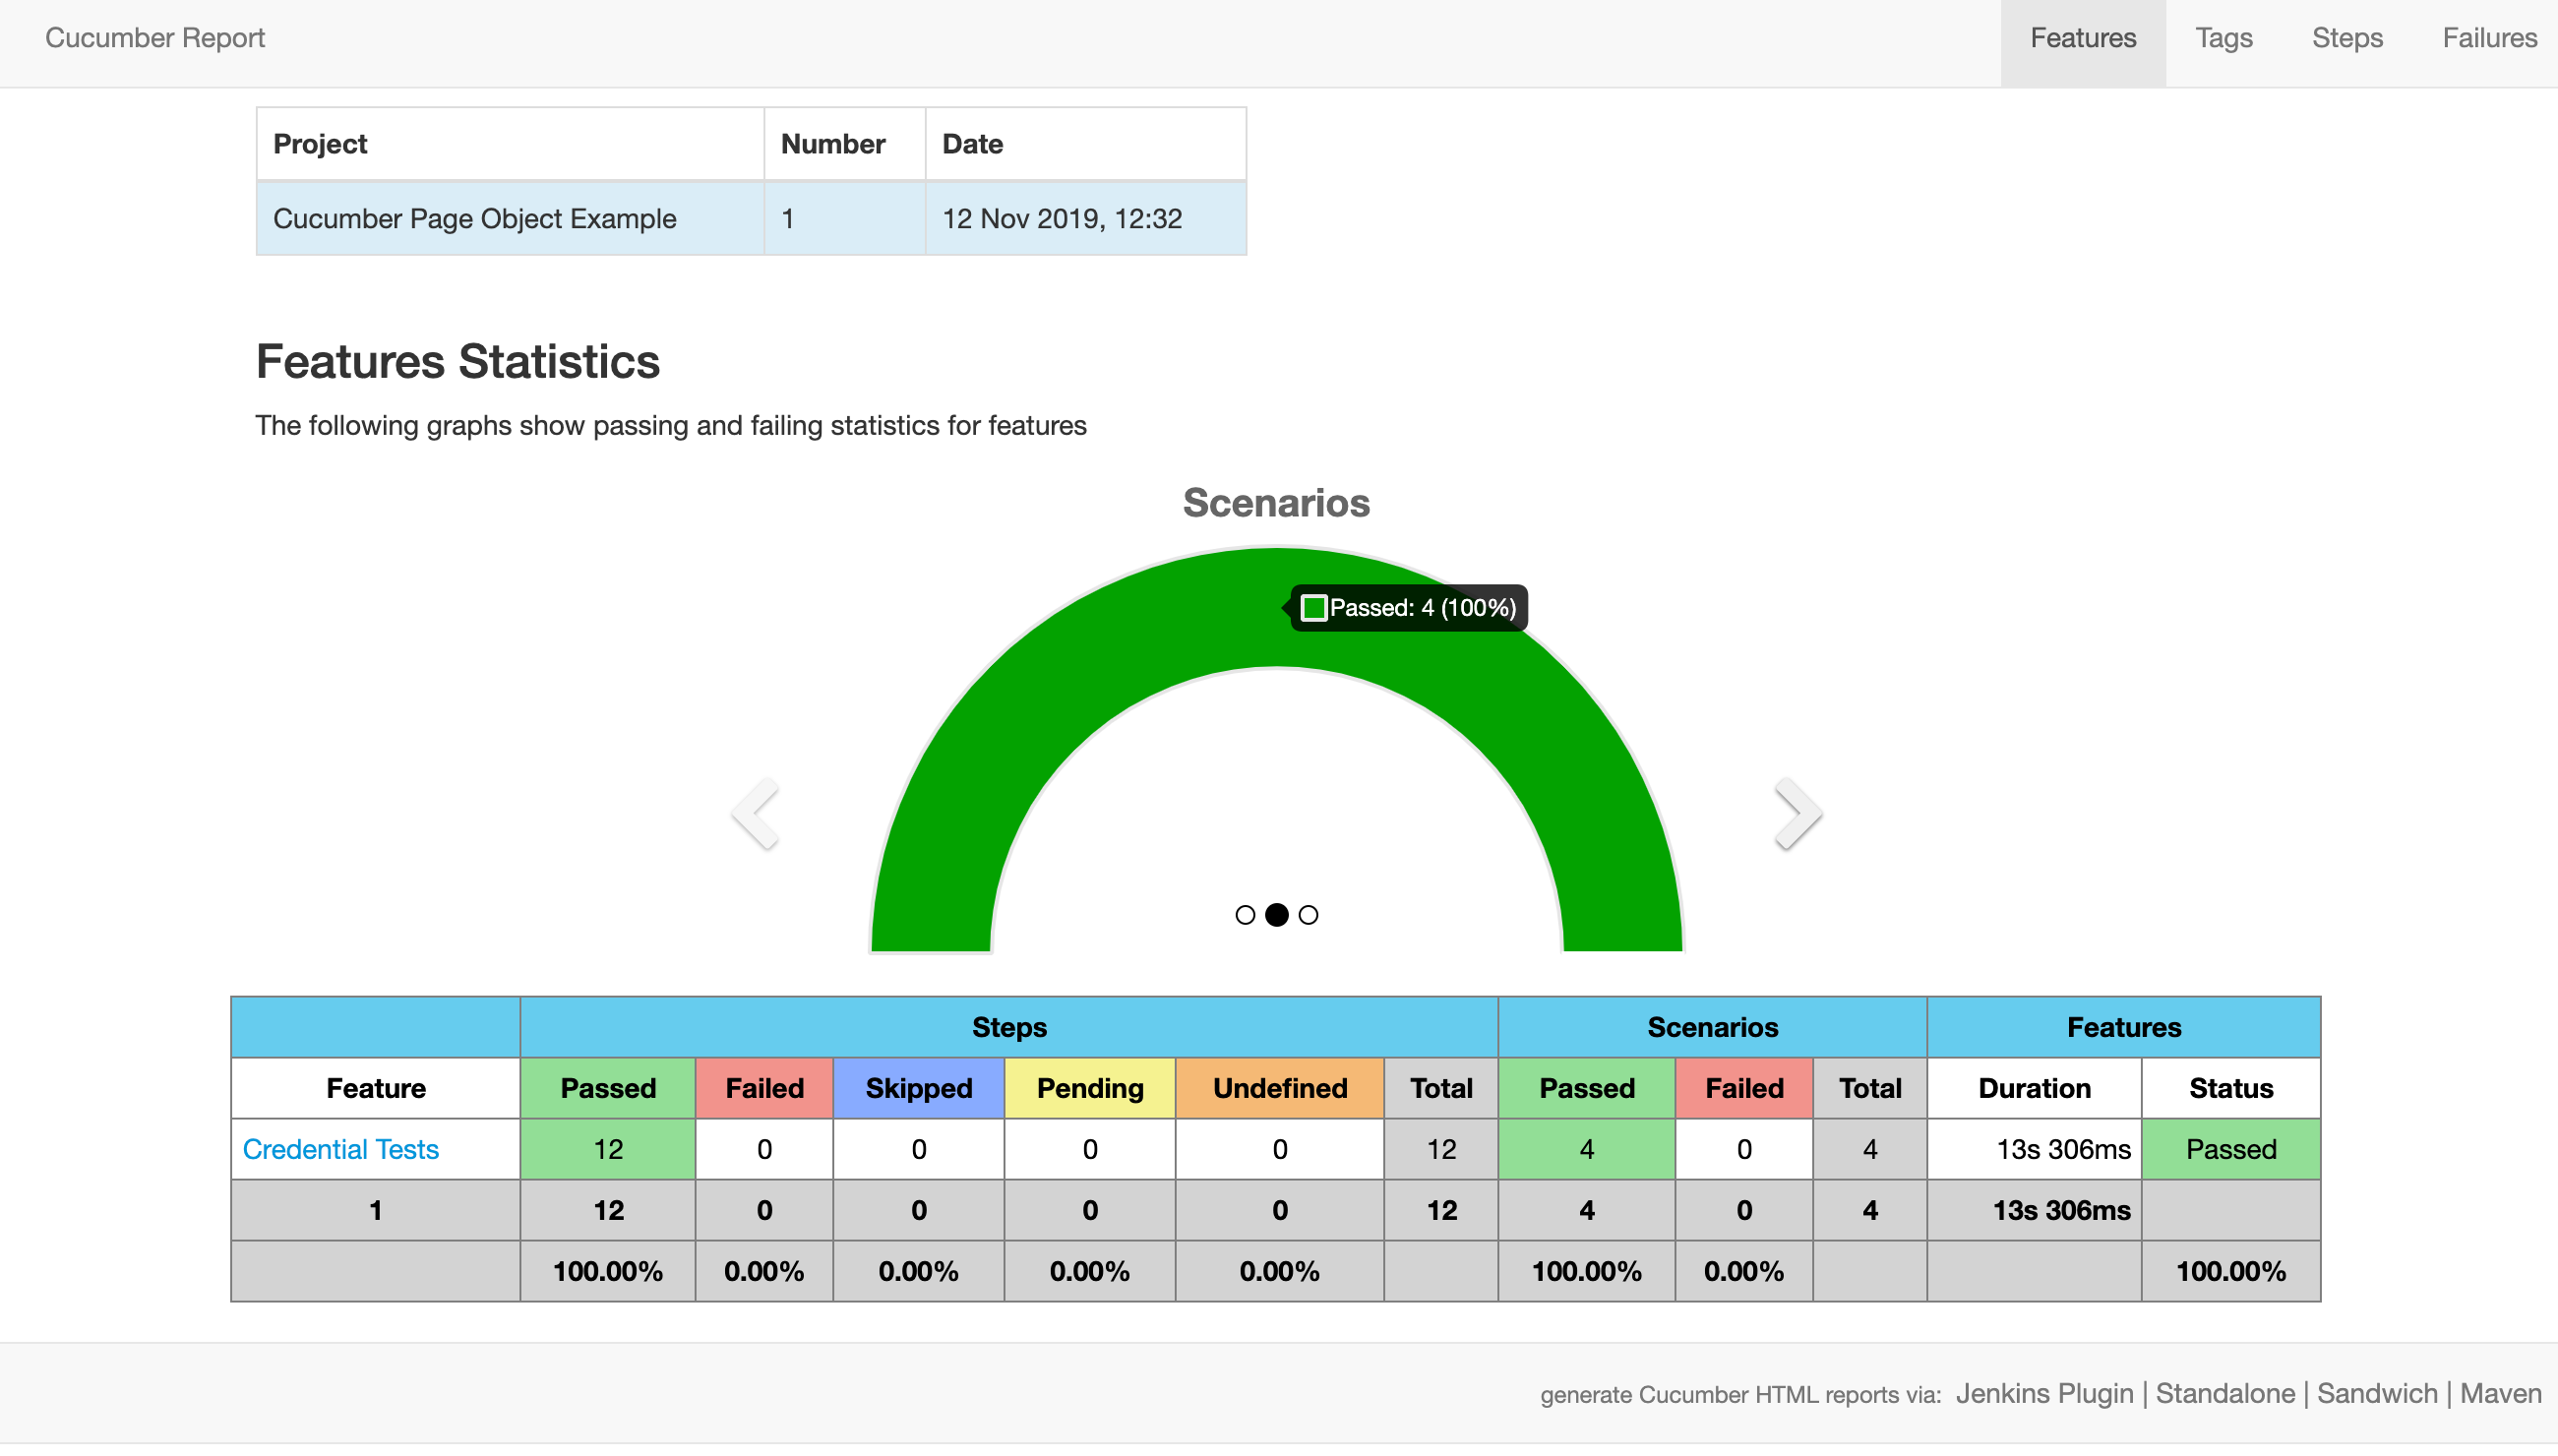 Cucumber Report Features Tags Steps Failures
Project Number Date
Cucumber Page Object Example 1 12 Nov 2019, 12:32
Features Statistics
The following graphs show passing and failing statistics for features
Scenarios
Passed: 4 (100%)
Steps Scenarios Features
Feature Passed Failed Skipped Pending Undefined Total Passed Failed Total Duration Status
Credential Tests 12 0 0 0 0 12 4 0 4 13s 306ms Passed
1 12 0 0 0 0 12 4 0 4 13s 306ms
100.00% 0.00% 0.00% 0.00% 0.00% 100.00% 0.00% 100.00%
generate Cucumber HTML reports via: Jenkins Plugin | Standalone | Sandwich | Maven